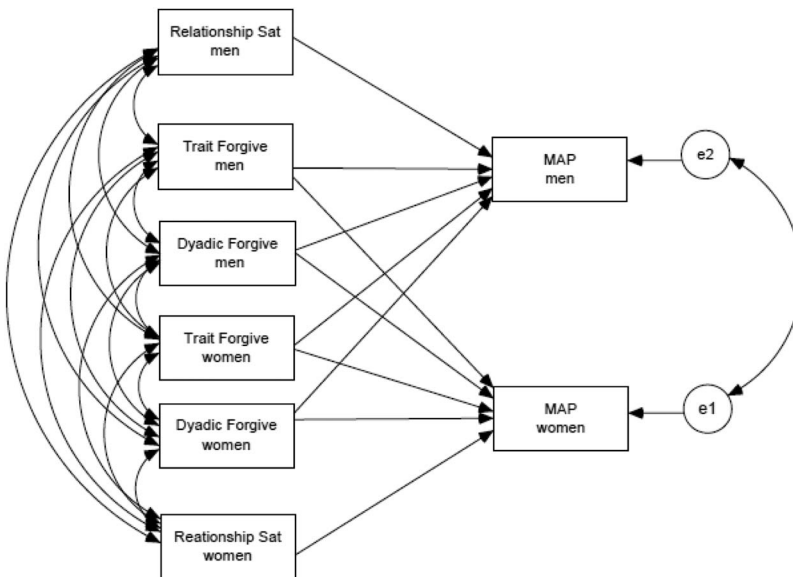 Relationship Sat
men
Trait Forgive
men
Dyadic Forgive
men
Trait Forgive
women
Dyadic Forgive
women
Reationship Sat
women
MAP
men
MAP
women
e2
e1